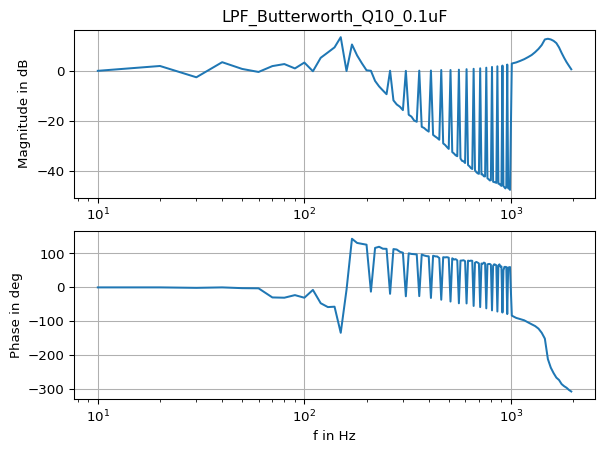 LPF_Butterworth_Q10_0.1uF
Magnitude in dB
0
−20
−40
10¹ 10² 10³
Phase in deg
100
0
−100
−200
−300
10¹ 10² 10³
f in Hz